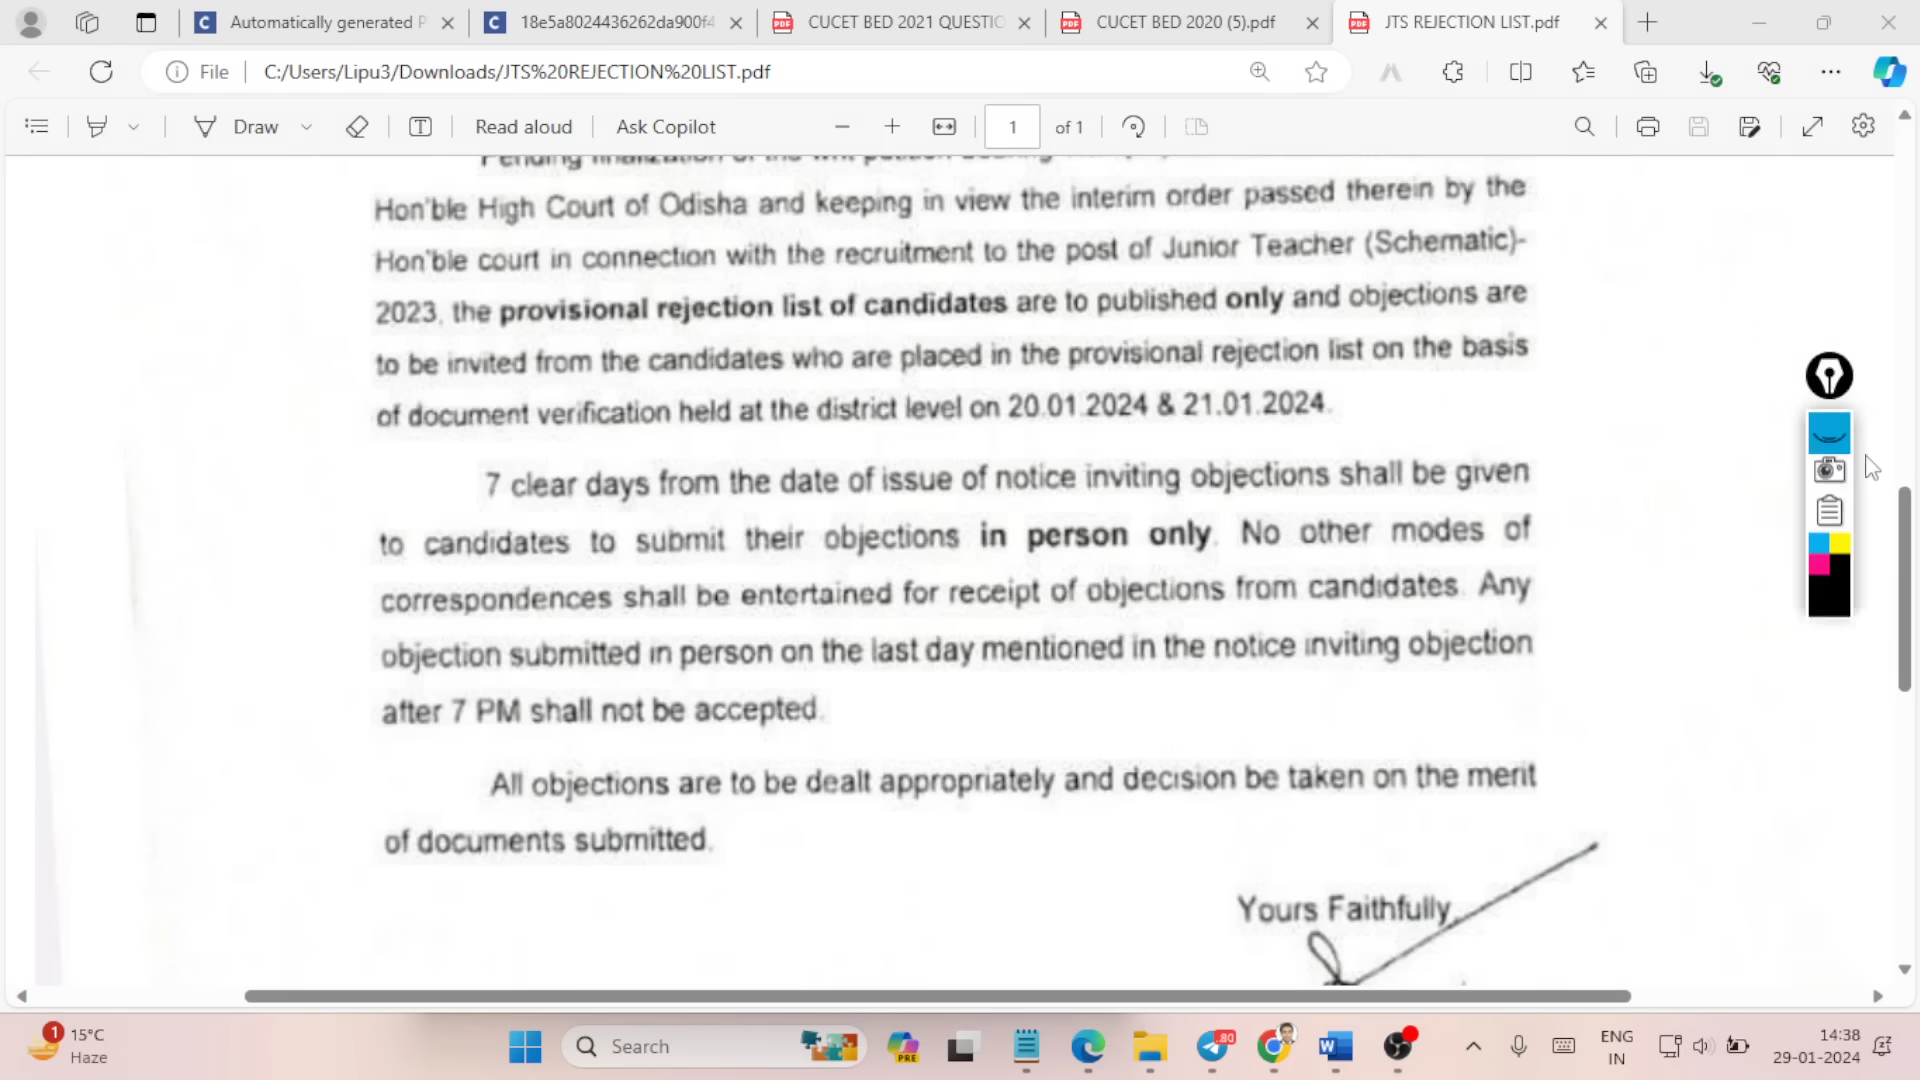 Automatically generated P
18e5a8024436262da900f4
CUCET BED 2021 QUESTIC
CUCET BED 2020 (5).pdf
JTS REJECTION LIST.pdf
File
C:/Users/Lipu3/Downloads/JTS%20REJECTION%20LIST.pdf
Draw
Read aloud
Ask Copilot
1
of 1
Pending finalization of the writ petition bearing
Hon'ble High Court of Odisha and keeping in view the interim order passed therein by the
Hon'ble court in connection with the recruitment to the post of Junior Teacher (Schematic)-
2023, the provisional rejection list of candidates are to published only and objections are
to be invited from the candidates who are placed in the provisional rejection list on the basis
of document verification held at the district level on 20.01.2024 & 21.01.2024.
7 clear days from the date of issue of notice inviting objections shall be given
to candidates to submit their objections in person only. No other modes of
correspondences shall be entertained for receipt of objections from candidates. Any
objection submitted in person on the last day mentioned in the notice inviting objection
after 7 PM shall not be accepted.
All objections are to be dealt appropriately and decision be taken on the merit
of documents submitted.
Yours Faithfully,
1
15°C
Haze
Search
PRE
80
ENG
IN
14:38
29-01-2024